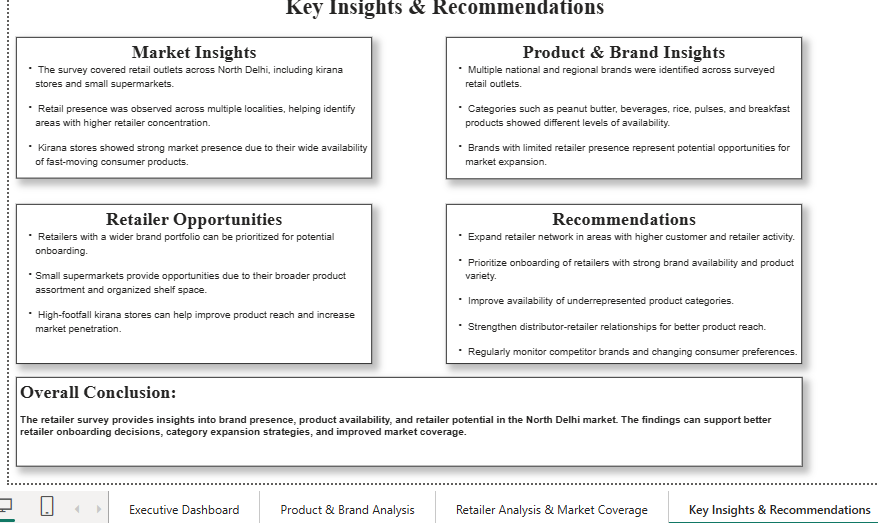 Key Insights & Recommendations
Market Insights
• The survey covered retail outlets across North Delhi, including kirana
stores and small supermarkets.
• Retail presence was observed across multiple localities, helping identify
areas with higher retailer concentration.
• Kirana stores showed strong market presence due to their wide availability
of fast-moving consumer products.
Product & Brand Insights
• Multiple national and regional brands were identified across surveyed
retail outlets.
• Categories such as peanut butter, beverages, rice, pulses, and breakfast
products showed different levels of availability.
• Brands with limited retailer presence represent potential opportunities for
market expansion.
Retailer Opportunities
• Retailers with a wider brand portfolio can be prioritized for potential
onboarding.
• Small supermarkets provide opportunities due to their broader product
assortment and organized shelf space.
• High-footfall kirana stores can help improve product reach and increase
market penetration.
Recommendations
• Expand retailer network in areas with higher customer and retailer activity.
• Prioritize onboarding of retailers with strong brand availability and product
variety.
• Improve availability of underrepresented product categories.
• Strengthen distributor-retailer relationships for better product reach.
• Regularly monitor competitor brands and changing consumer preferences.
Overall Conclusion:
The retailer survey provides insights into brand presence, product availability, and retailer potential in the North Delhi market. The findings can support better
retailer onboarding decisions, category expansion strategies, and improved market coverage.
Executive Dashboard
Product & Brand Analysis
Retailer Analysis & Market Coverage
Key Insights & Recommendations